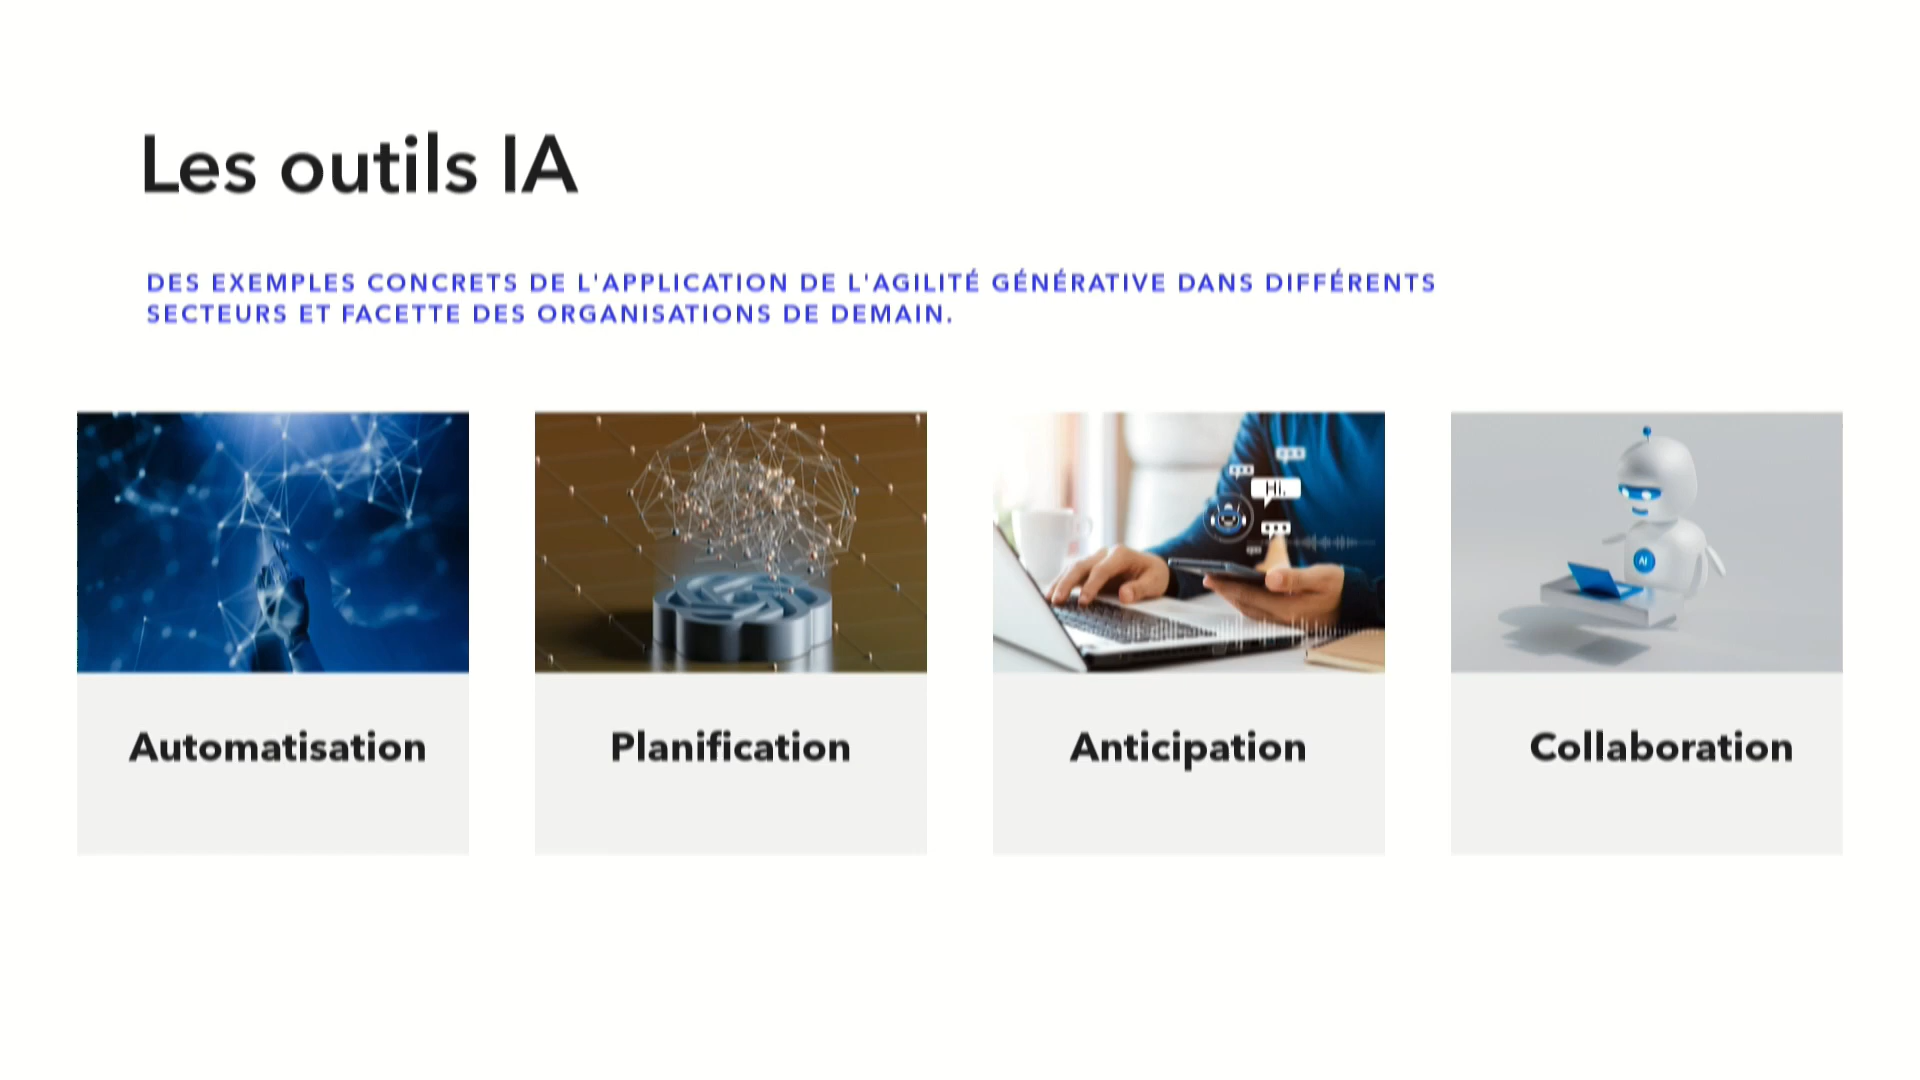 Les outils IA
DES EXEMPLES CONCRETS DE L'APPLICATION DE L'AGILITÉ GÉNÉRATIVE DANS DIFFÉRENTS
SECTEURS ET FACETTE DES ORGANISATIONS DE DEMAIN.
Hi,
AI
Automatisation
Planification
Anticipation
Collaboration